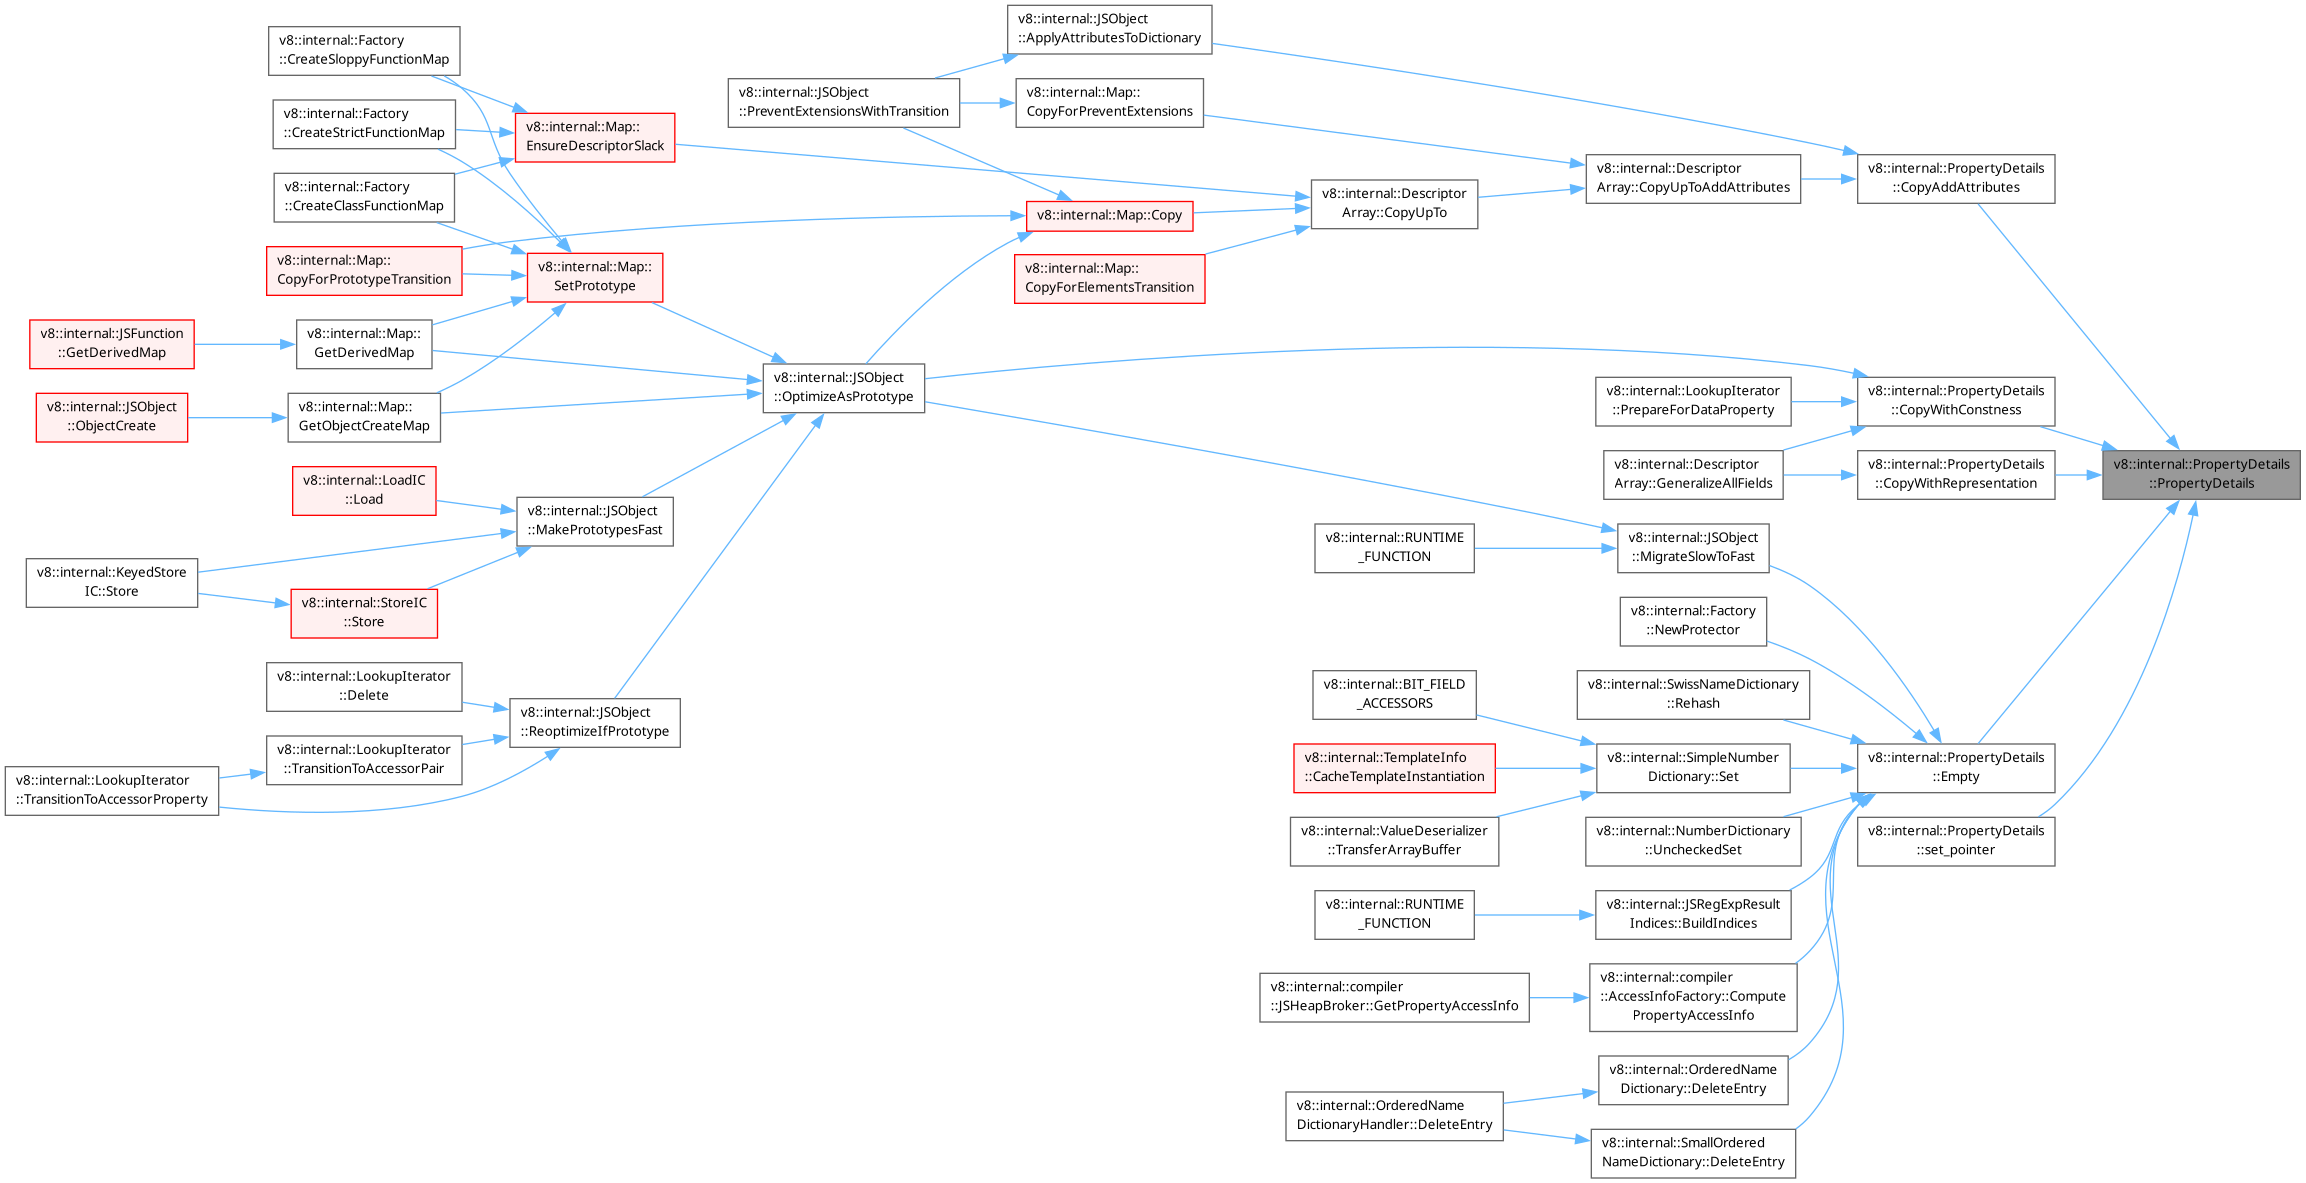 v8::internal::JSObject
::ApplyAttributesToDictionary
v8::internal::Factory
::CreateSloppyFunctionMap
v8::internal::JSObject
::PreventExtensionsWithTransition
v8::internal::Map::
CopyForPreventExtensions
v8::internal::Factory
::CreateStrictFunctionMap
v8::internal::Map::
EnsureDescriptorSlack
v8::internal::Descriptor
Array::CopyUpToAddAttributes
v8::internal::PropertyDetails
::CopyAddAttributes
v8::internal::Factory
::CreateClassFunctionMap
v8::internal::Descriptor
Array::CopyUpTo
v8::internal::Map::Copy
v8::internal::Map::
CopyForPrototypeTransition
v8::internal::Map::
SetPrototype
v8::internal::Map::
CopyForElementsTransition
v8::internal::JSFunction
::GetDerivedMap
v8::internal::Map::
GetDerivedMap
v8::internal::JSObject
::OptimizeAsPrototype
v8::internal::LookupIterator
::PrepareForDataProperty
v8::internal::PropertyDetails
::CopyWithConstness
v8::internal::JSObject
::ObjectCreate
v8::internal::Map::
GetObjectCreateMap
v8::internal::Descriptor
Array::GeneralizeAllFields
v8::internal::PropertyDetails
::CopyWithRepresentation
v8::internal::PropertyDetails
::PropertyDetails
v8::internal::LoadIC
::Load
v8::internal::JSObject
::MakePrototypesFast
v8::internal::RUNTIME
_FUNCTION
v8::internal::JSObject
::MigrateSlowToFast
v8::internal::KeyedStore
IC::Store
v8::internal::StoreIC
::Store
v8::internal::Factory
::NewProtector
v8::internal::LookupIterator
::Delete
v8::internal::BIT_FIELD
_ACCESSORS
v8::internal::SwissNameDictionary
::Rehash
v8::internal::JSObject
::ReoptimizeIfPrototype
v8::internal::LookupIterator
::TransitionToAccessorPair
v8::internal::TemplateInfo
::CacheTemplateInstantiation
v8::internal::SimpleNumber
Dictionary::Set
v8::internal::PropertyDetails
::Empty
v8::internal::LookupIterator
::TransitionToAccessorProperty
v8::internal::ValueDeserializer
::TransferArrayBuffer
v8::internal::NumberDictionary
::UncheckedSet
v8::internal::PropertyDetails
::set_pointer
v8::internal::RUNTIME
_FUNCTION
v8::internal::JSRegExpResult
Indices::BuildIndices
v8::internal::compiler
::JSHeapBroker::GetPropertyAccessInfo
v8::internal::compiler
::AccessInfoFactory::Compute
PropertyAccessInfo
v8::internal::OrderedName
Dictionary::DeleteEntry
v8::internal::OrderedName
DictionaryHandler::DeleteEntry
v8::internal::SmallOrdered
NameDictionary::DeleteEntry